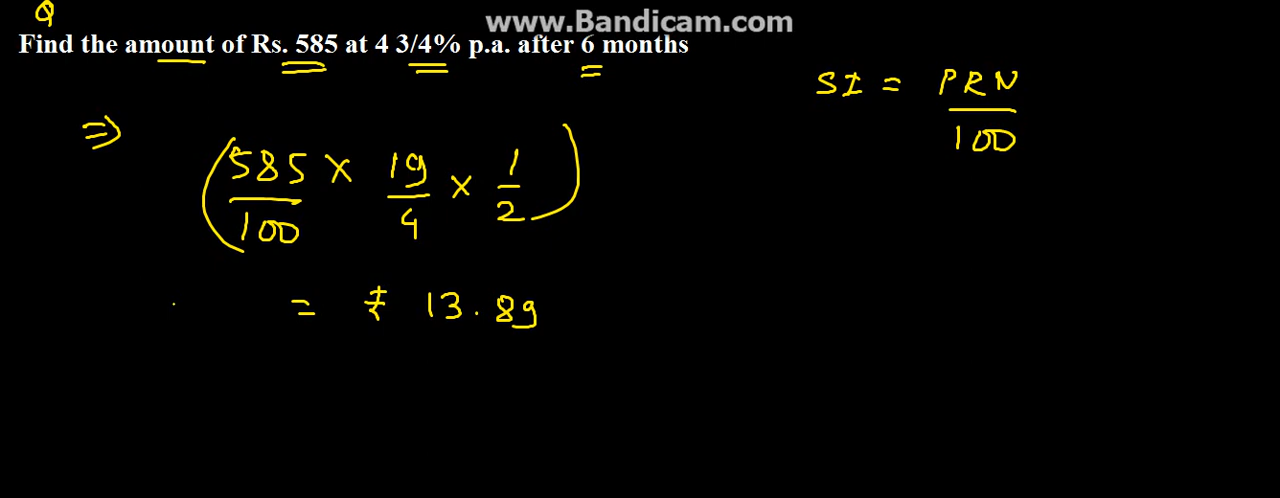 Q
www.Bandicam.com
Find the amount of Rs. 585 at 4 3/4% p.a. after 6 months
SI = PRN
100
⇒ (585 × 19 × 1)
100 4 2
= ₹ 13.89